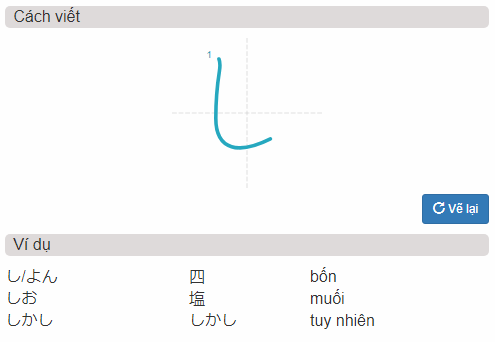 Cách viết
1
し
Vẽ lại
Ví dụ
し/よん 四 bốn
しお 塩 muối
しかし しかし tuy nhiên